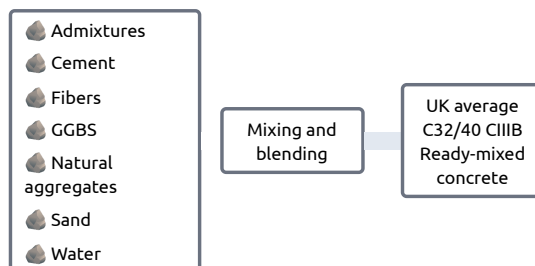 Admixtures
Cement
Fibers
GGBS
Natural
aggregates
Sand
Water
Mixing and
blending
UK average
C32/40 CIIIB
Ready-mixed
concrete